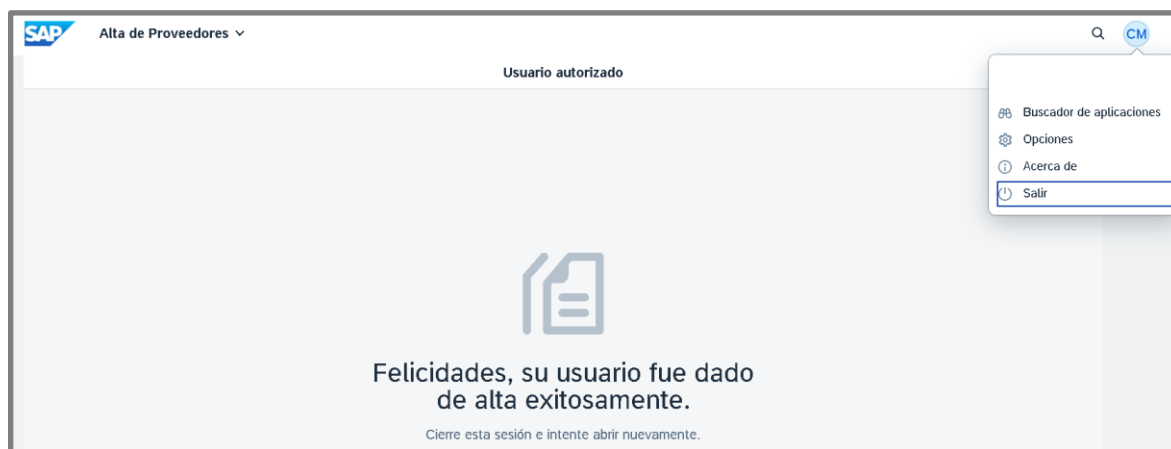 SAP Alta de Proveedores CM
Usuario autorizado
Buscador de aplicaciones
Opciones
Acerca de
Salir
Felicidades, su usuario fue dado
de alta exitosamente.
Cierre esta sesión e intente abrir nuevamente.